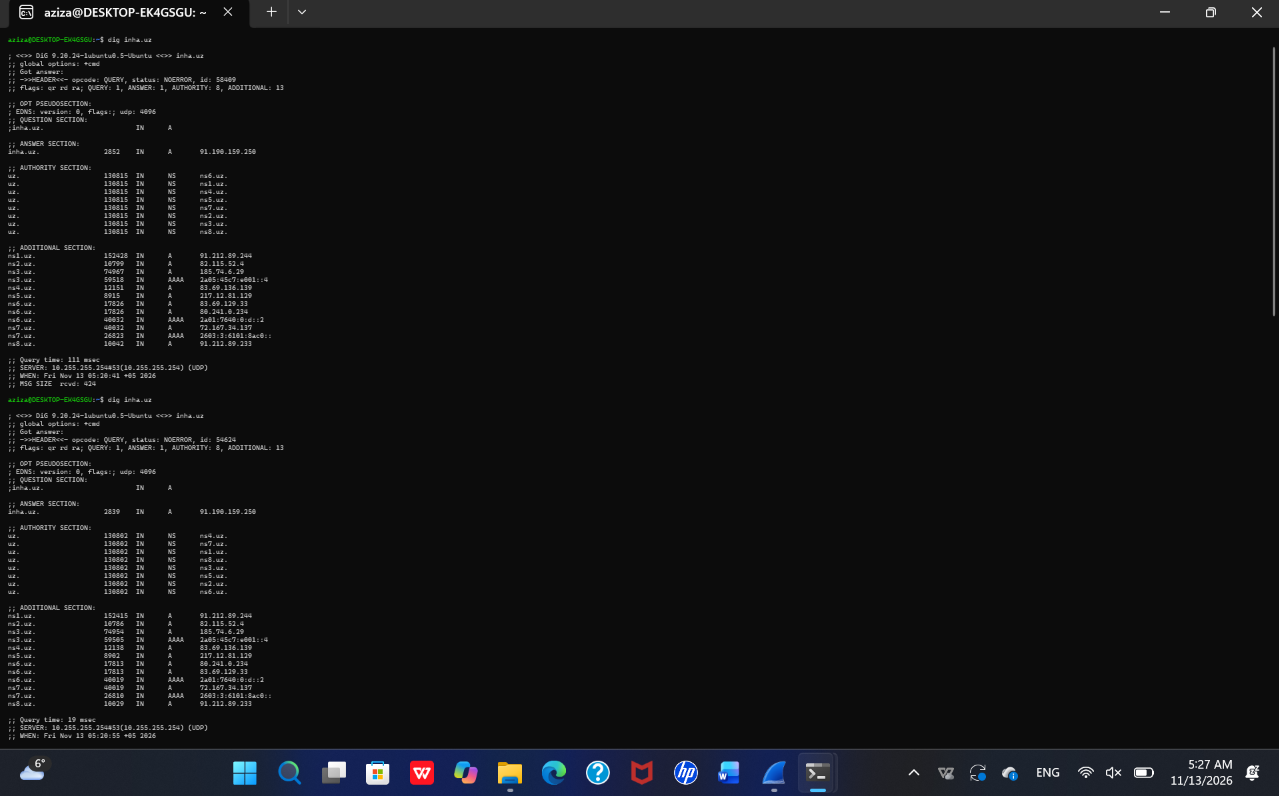 aziza@DESKTOP-EK4GSGU: ~
aziza@DESKTOP-EK4GSGU:~$ dig inha.uz
; <<>> DiG 9.20.24-1ubuntu0.5-Ubuntu <<>> inha.uz
;; global options: +cmd
;; Got answer:
;; ->>HEADER<<- opcode: QUERY, status: NOERROR, id: 58409
;; flags: qr rd ra; QUERY: 1, ANSWER: 1, AUTHORITY: 8, ADDITIONAL: 13
;; OPT PSEUDOSECTION:
; EDNS: version: 0, flags:; udp: 4096
;; QUESTION SECTION:
;inha.uz. IN A
;; ANSWER SECTION:
inha.uz. 2852 IN A 91.190.159.250
;; AUTHORITY SECTION:
uz. 130815 IN NS ns6.uz.
uz. 130815 IN NS ns1.uz.
uz. 130815 IN NS ns4.uz.
uz. 130815 IN NS ns5.uz.
uz. 130815 IN NS ns7.uz.
uz. 130815 IN NS ns2.uz.
uz. 130815 IN NS ns3.uz.
uz. 130815 IN NS ns8.uz.
;; ADDITIONAL SECTION:
ns1.uz. 152428 IN A 91.212.89.244
ns2.uz. 10799 IN A 82.115.52.4
ns3.uz. 74967 IN A 185.74.6.29
ns3.uz. 59518 IN AAAA 2a05:45c7:e001::4
ns4.uz. 12151 IN A 83.69.136.139
ns5.uz. 8915 IN A 217.12.81.129
ns6.uz. 17826 IN A 83.69.129.33
ns6.uz. 17826 IN A 80.241.0.234
ns6.uz. 40032 IN AAAA 2a01:7640:0:d::2
ns7.uz. 40032 IN A 72.167.34.137
ns7.uz. 26823 IN AAAA 2603:3:6101:8ac0::
ns8.uz. 10042 IN A 91.212.89.233
;; Query time: 111 msec
;; SERVER: 10.255.255.254#53(10.255.255.254) (UDP)
;; WHEN: Fri Nov 13 05:20:41 +05 2026
;; MSG SIZE rcvd: 424
aziza@DESKTOP-EK4GSGU:~$ dig inha.uz
; <<>> DiG 9.20.24-1ubuntu0.5-Ubuntu <<>> inha.uz
;; global options: +cmd
;; Got answer:
;; ->>HEADER<<- opcode: QUERY, status: NOERROR, id: 54624
;; flags: qr rd ra; QUERY: 1, ANSWER: 1, AUTHORITY: 8, ADDITIONAL: 13
;; OPT PSEUDOSECTION:
; EDNS: version: 0, flags:; udp: 4096
;; QUESTION SECTION:
;inha.uz. IN A
;; ANSWER SECTION:
inha.uz. 2839 IN A 91.190.159.250
;; AUTHORITY SECTION:
uz. 130802 IN NS ns4.uz.
uz. 130802 IN NS ns7.uz.
uz. 130802 IN NS ns1.uz.
uz. 130802 IN NS ns8.uz.
uz. 130802 IN NS ns3.uz.
uz. 130802 IN NS ns5.uz.
uz. 130802 IN NS ns2.uz.
uz. 130802 IN NS ns6.uz.
;; ADDITIONAL SECTION:
ns1.uz. 152415 IN A 91.212.89.244
ns2.uz. 10786 IN A 82.115.52.4
ns3.uz. 74954 IN A 185.74.6.29
ns3.uz. 59505 IN AAAA 2a05:45c7:e001::4
ns4.uz. 12138 IN A 83.69.136.139
ns5.uz. 8902 IN A 217.12.81.129
ns6.uz. 17813 IN A 80.241.0.234
ns6.uz. 17813 IN A 83.69.129.33
ns6.uz. 40019 IN AAAA 2a01:7640:0:d::2
ns7.uz. 40019 IN A 72.167.34.137
ns7.uz. 26810 IN AAAA 2603:3:6101:8ac0::
ns8.uz. 10029 IN A 91.212.89.233
;; Query time: 19 msec
;; SERVER: 10.255.255.254#53(10.255.255.254) (UDP)
;; WHEN: Fri Nov 13 05:20:55 +05 2026
6°
ENG
5:27 AM
11/13/2026